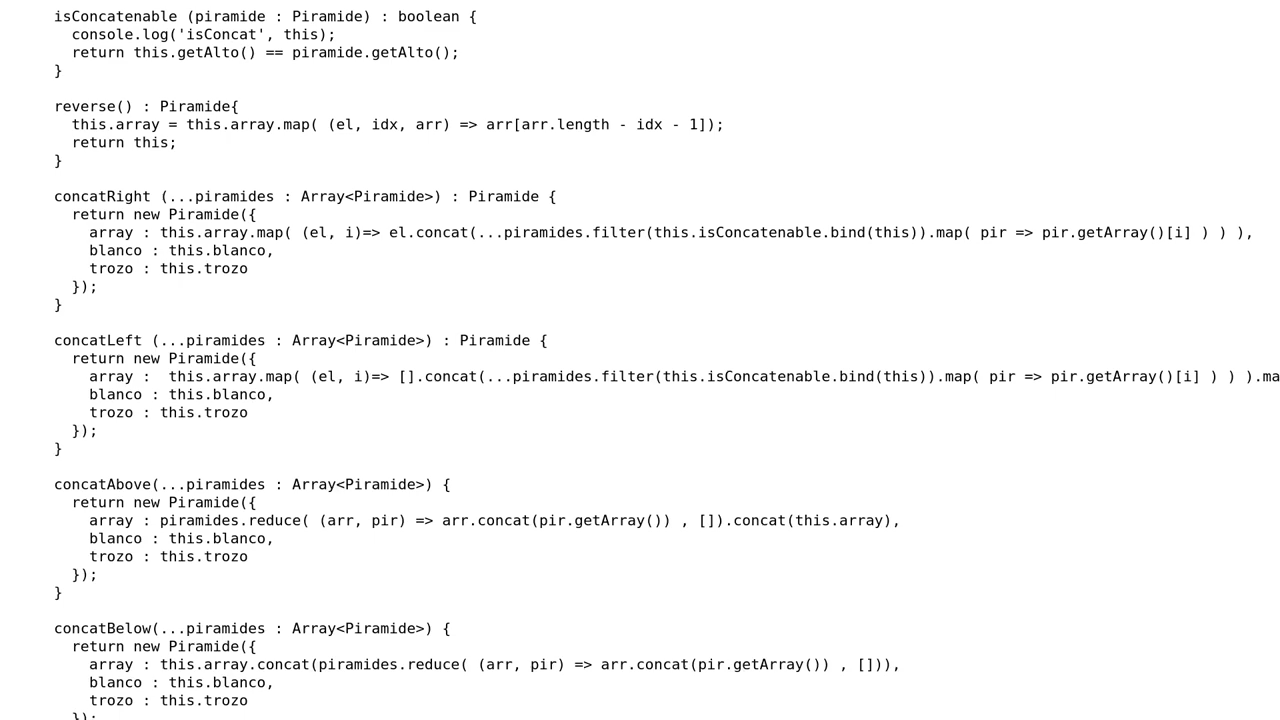 isConcatenable (piramide : Piramide) : boolean {
  console.log('isConcat', this);
  return this.getAlto() == piramide.getAlto();
}

reverse() : Piramide{
  this.array = this.array.map( (el, idx, arr) => arr[arr.length - idx - 1]);
  return this;
}

concatRight (...piramides : Array<Piramide>) : Piramide {
  return new Piramide({
    array : this.array.map( (el, i)=> el.concat(...piramides.filter(this.isConcatenable.bind(this)).map( pir => pir.getArray()[i] ) ) ),
    blanco : this.blanco,
    trozo : this.trozo
  });
}

concatLeft (...piramides : Array<Piramide>) : Piramide {
  return new Piramide({
    array :  this.array.map( (el, i)=> [].concat(...piramides.filter(this.isConcatenable.bind(this)).map( pir => pir.getArray()[i] ) ) ).ma
    blanco : this.blanco,
    trozo : this.trozo
  });
}

concatAbove(...piramides : Array<Piramide>) {
  return new Piramide({
    array : piramides.reduce( (arr, pir) => arr.concat(pir.getArray()) , []).concat(this.array),
    blanco : this.blanco,
    trozo : this.trozo
  });
}

concatBelow(...piramides : Array<Piramide>) {
  return new Piramide({
    array : this.array.concat(piramides.reduce( (arr, pir) => arr.concat(pir.getArray()) , [])),
    blanco : this.blanco,
    trozo : this.trozo
  });